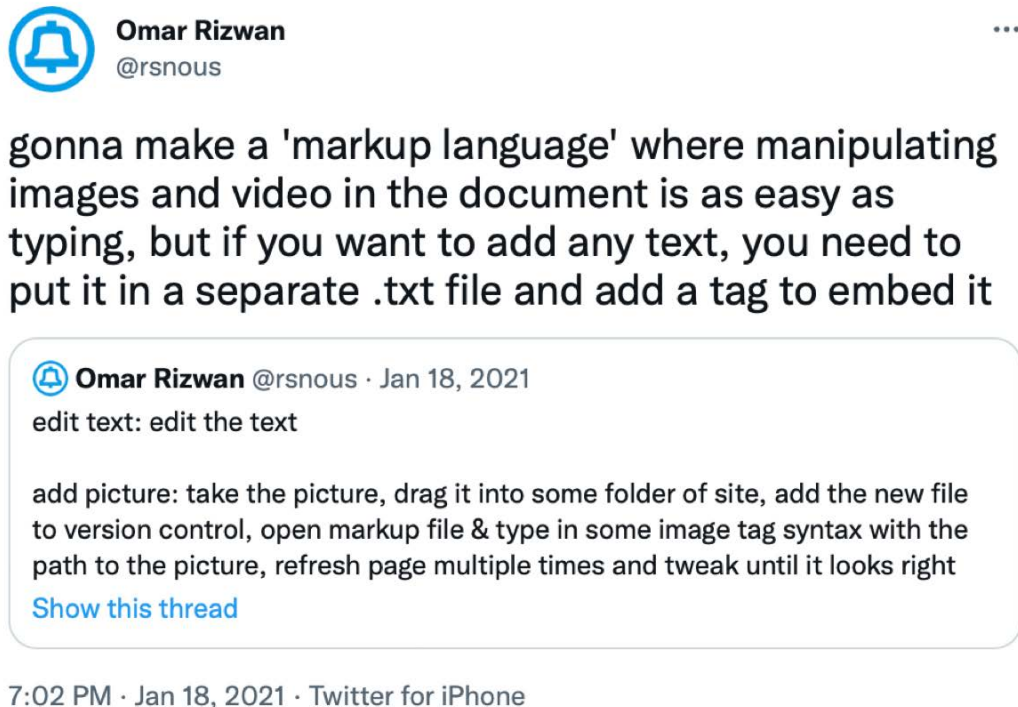 Omar Rizwan
@rsnous
gonna make a 'markup language' where manipulating
images and video in the document is as easy as
typing, but if you want to add any text, you need to
put it in a separate .txt file and add a tag to embed it
Omar Rizwan @rsnous · Jan 18, 2021
edit text: edit the text
add picture: take the picture, drag it into some folder of site, add the new file
to version control, open markup file & type in some image tag syntax with the
path to the picture, refresh page multiple times and tweak until it looks right
Show this thread
7:02 PM · Jan 18, 2021 · Twitter for iPhone